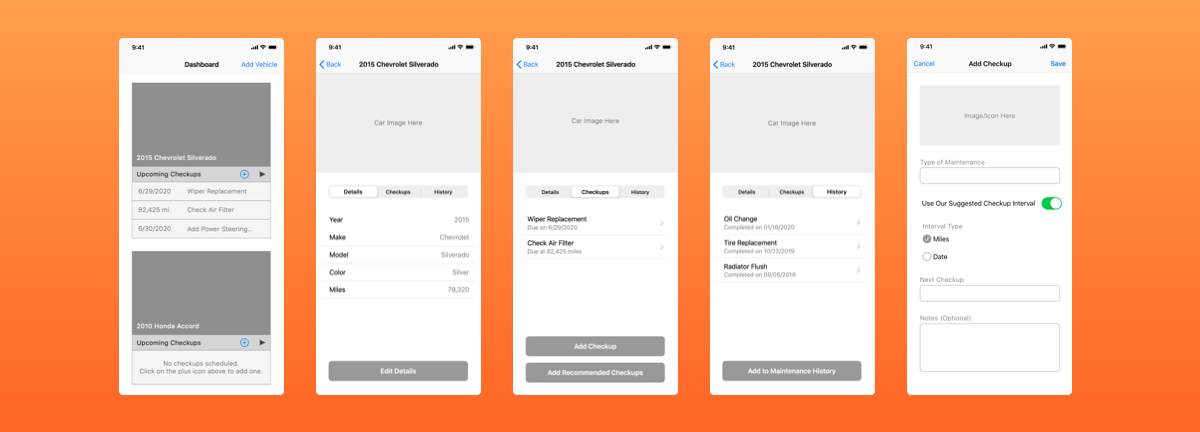 9:41
Dashboard Add Vehicle
2015 Chevrolet Silverado
Upcoming Checkups
6/29/2020 Wiper Replacement
82,425 mi. Check Air Filter
6/30/2020 Add Power Steering...
2010 Honda Accord
Upcoming Checkups
No checkups scheduled.
Click on the plus icon above to add one.
9:41
Back 2015 Chevrolet Silverado
Car Image Here
Details Checkups History
Year 2015
Make Chevrolet
Model Silverado
Color Silver
Miles 79,320
Edit Details
9:41
Back 2015 Chevrolet Silverado
Car Image Here
Details Checkups History
Wiper Replacement
Due on 6/29/2020
Check Air Filter
Due at 82,425 miles
Add Checkup
Add Recommended Checkups
9:41
Back 2015 Chevrolet Silverado
Car Image Here
Details Checkups History
Oil Change
Completed on 01/16/2020
Tire Replacement
Completed on 10/22/2019
Radiator Flush
Completed on 08/05/2019
Add to Maintenance History
9:41
Cancel Add Checkup Save
Image/Icon Here
Type of Maintenance
Use Our Suggested Checkup Interval
Interval Type
Miles
Date
Next Checkup
Notes (Optional)